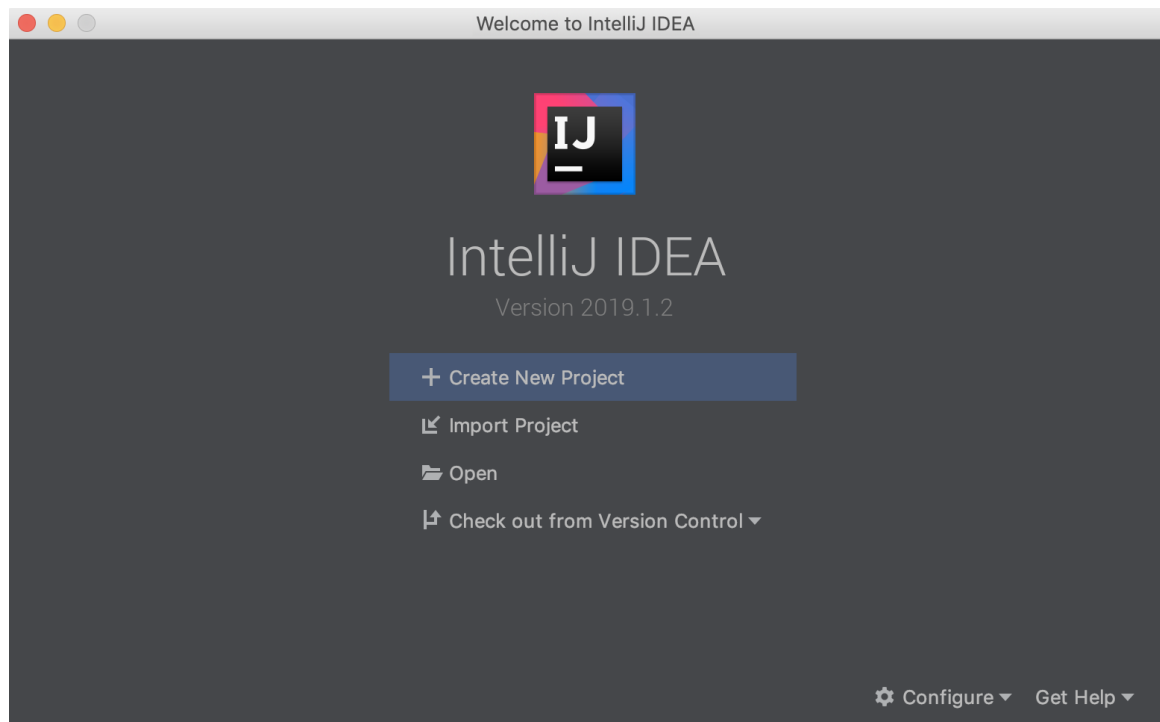 Welcome to IntelliJ IDEA
IJ
IntelliJ IDEA
Version 2019.1.2
Create New Project
Import Project
Open
Check out from Version Control
Configure
Get Help